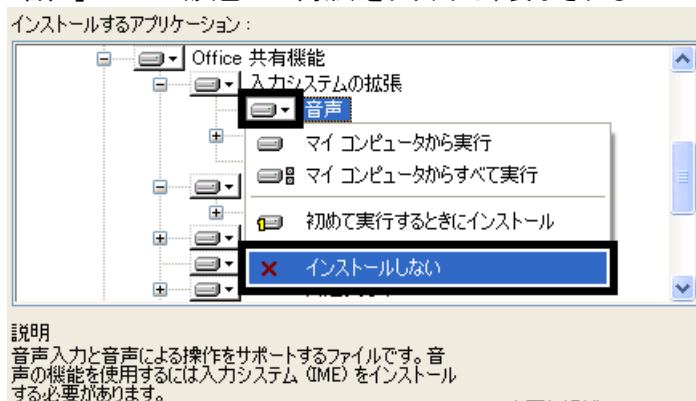 インストールするアプリケーション :
Office 共有機能
入力システムの拡張
音声
マイ コンピュータから実行
マイ コンピュータからすべて実行
初めて実行するときにインストール
インストールしない
説明
音声入力と音声による操作をサポートするファイルです。音
声の機能を使用するには入力システム (IME) をインストール
する必要があります。